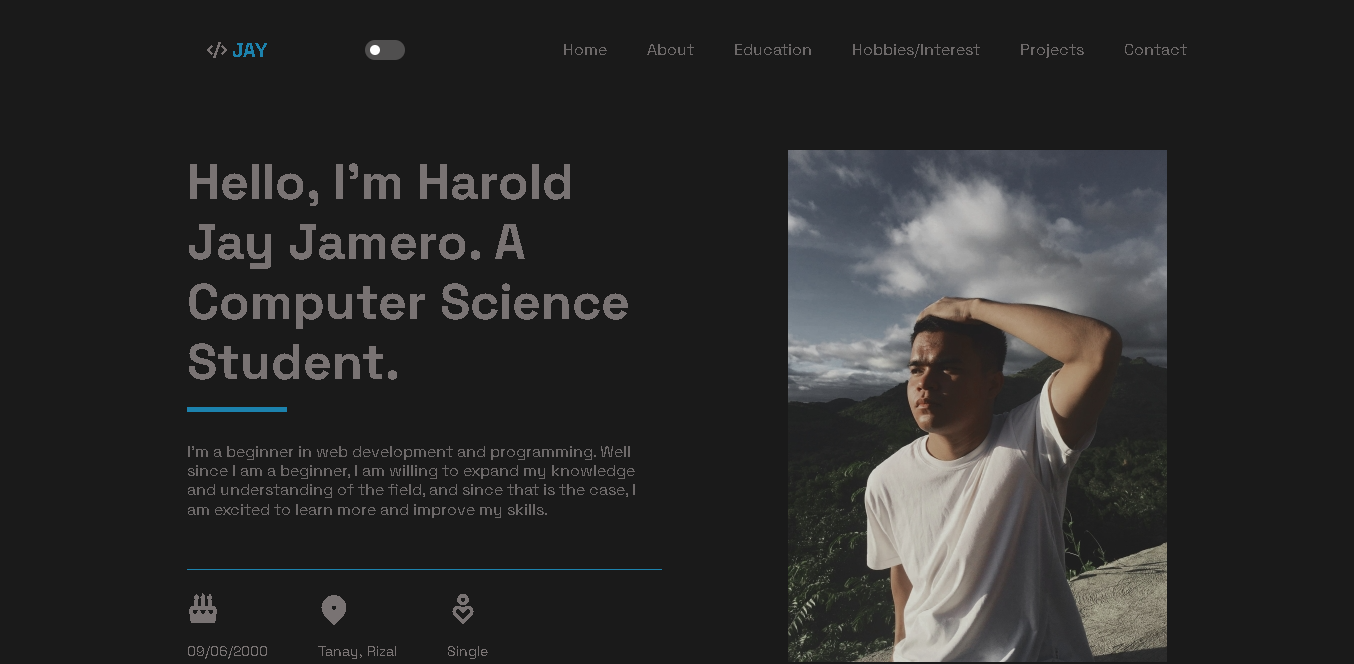 </> JAY
Home About Education Hobbies/Interest Projects Contact
Hello, I'm Harold
Jay Jamero. A
Computer Science
Student.
I'm a beginner in web development and programming. Well
since I am a beginner, I am willing to expand my knowledge
and understanding of the field, and since that is the case, I
am excited to learn more and improve my skills.
09/06/2000 Tanay, Rizal Single